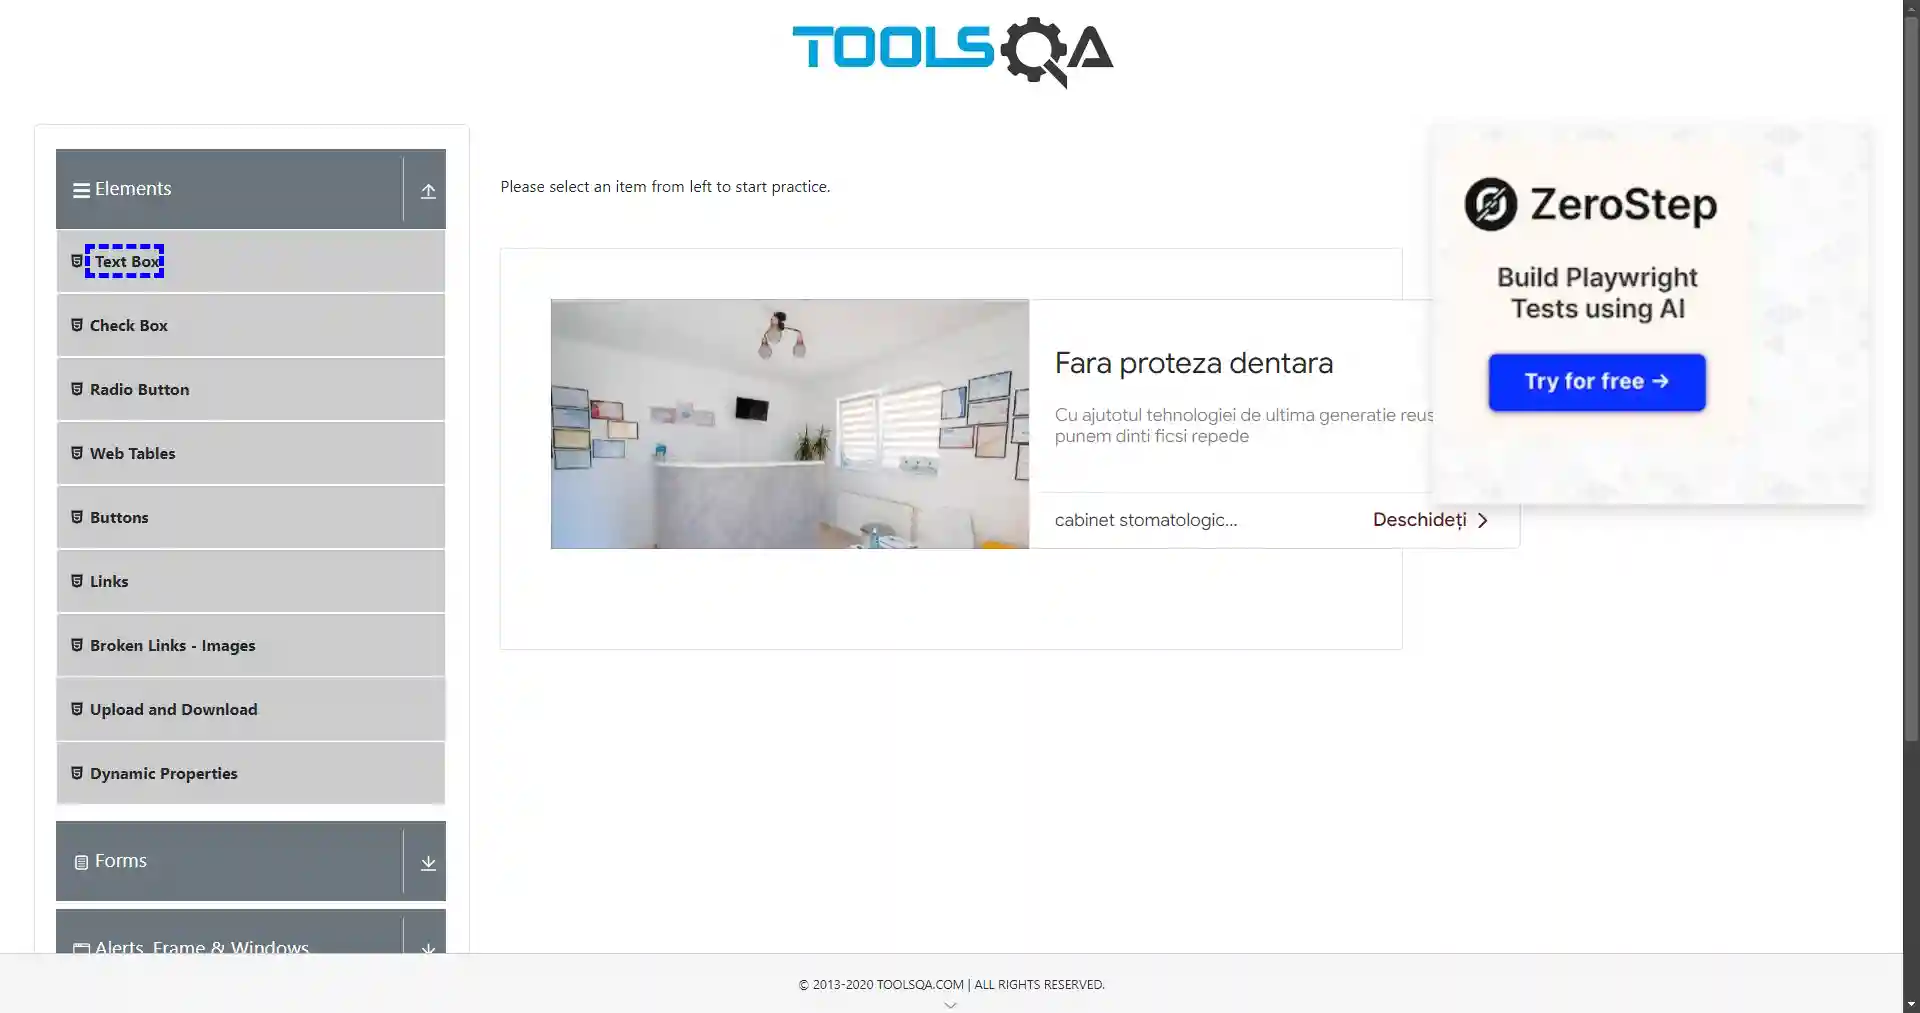 TOOLSQA
Elements
Text Box
Check Box
Radio Button
Web Tables
Buttons
Links
Broken Links - Images
Upload and Download
Dynamic Properties
Forms
Alerts, Frame & Windows
Please select an item from left to start practice.
Fara proteza dentara
Cu ajutotul tehnologiei de ultima generatie
punem dinti ficsi repede
cabinet stomatologic...
Deschideți
ZeroStep
Build Playwright
Tests using AI
Try for free →
© 2013-2020 TOOLSQA.COM | ALL RIGHTS RESERVED.